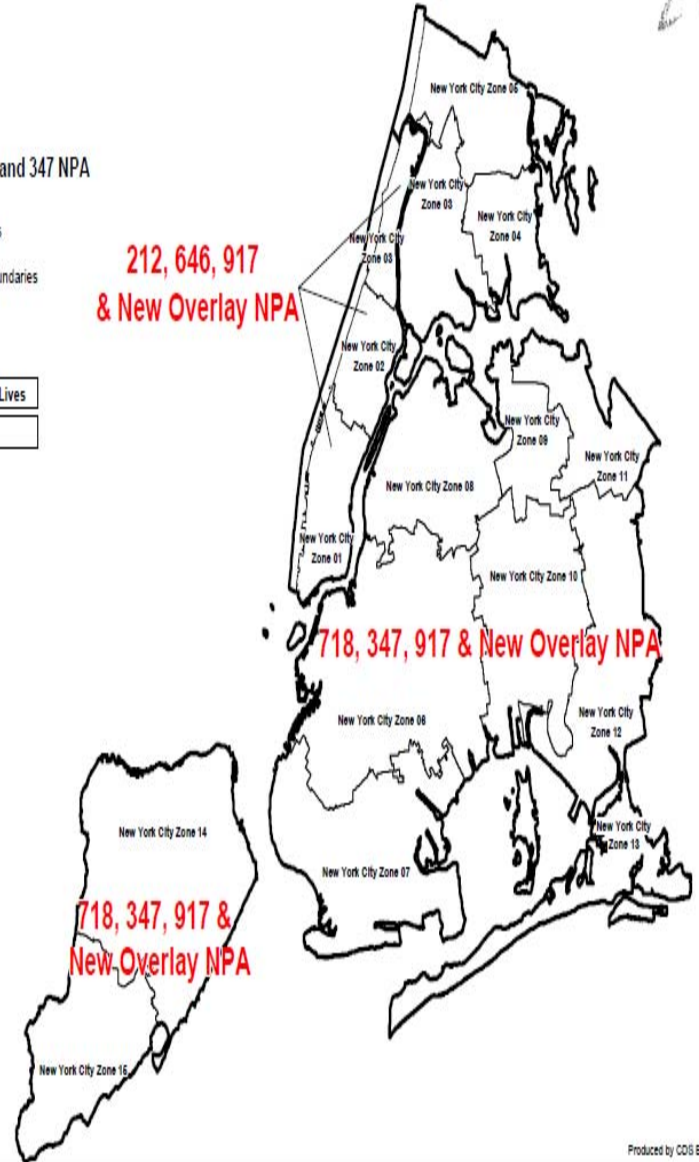 and 347 NPA
s
undaries
Lives
212, 646, 917
& New Overlay NPA
New York City Zone 05
New York City
Zone 03
New York City
Zone 04
New York City
Zone 03
New York City
Zone 02
New York City
Zone 09
New York City
Zone 11
New York City Zone 08
New York City
Zone 01
New York City Zone 10
718, 347, 917 & New Overlay NPA
New York City Zone 06
New York City
Zone 12
New York City
Zone 13
New York City Zone 07
New York City Zone 14
718, 347, 917 &
New Overlay NPA
New York City Zone 15
Produced by CDS B